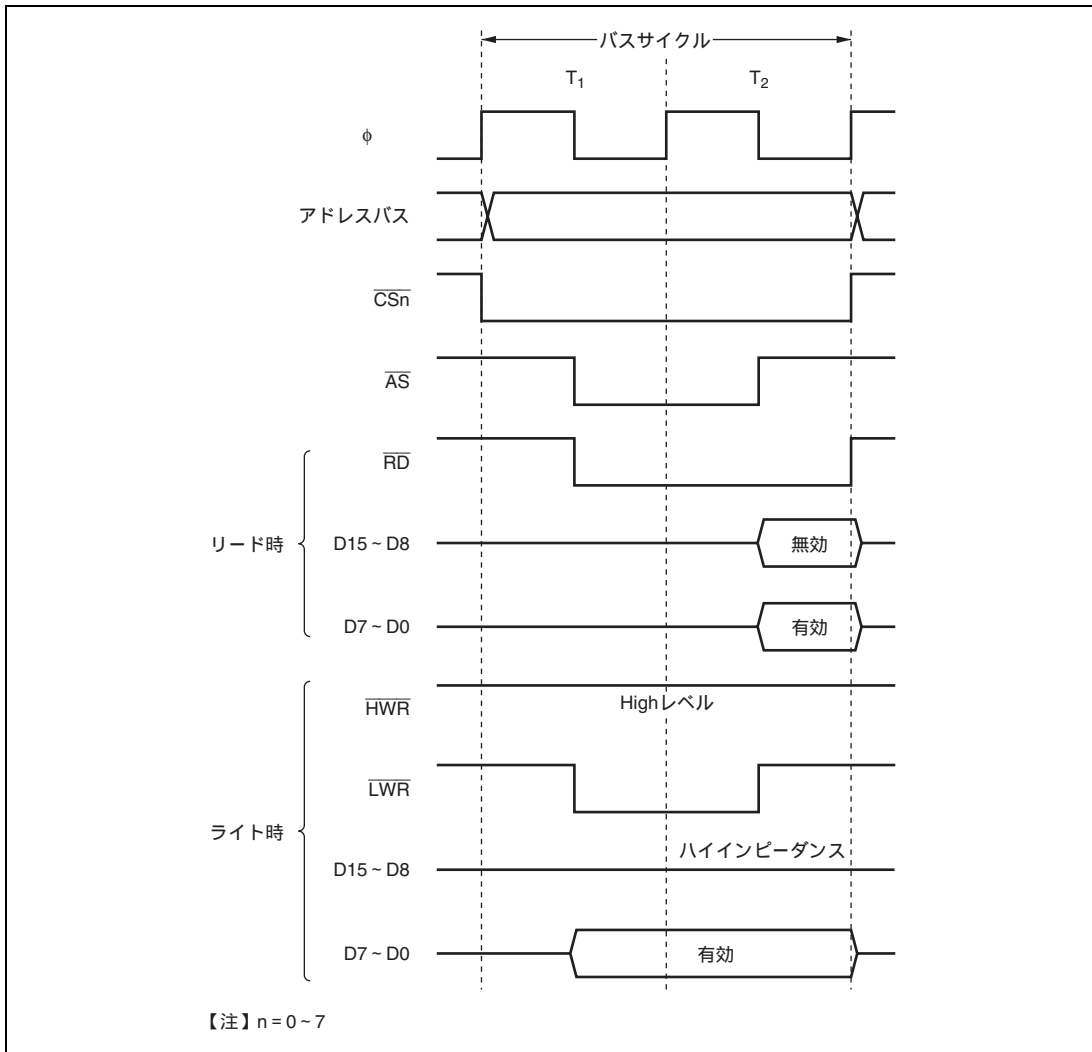 バスサイクル
T1 T2
φ
アドレスバス
CSn
AS
RD
リード時 D15~D8 無効
D7~D0 有効
HWR Highレベル
LWR
ライト時
D15~D8 ハイインピーダンス
D7~D0 有効
【注】n = 0~7